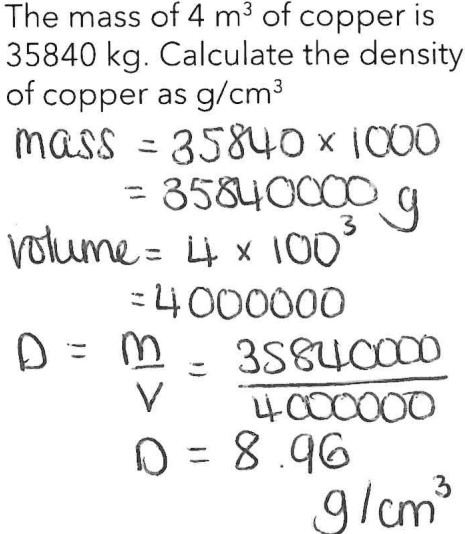 The mass of 4 m³ of copper is
35840 kg. Calculate the density
of copper as g/cm³
mass = 35840 × 1000
= 35840000 g
volume = 4 × 100³
= 4000000
D = m/V = 35840000/4000000
D = 8.96
g/cm³